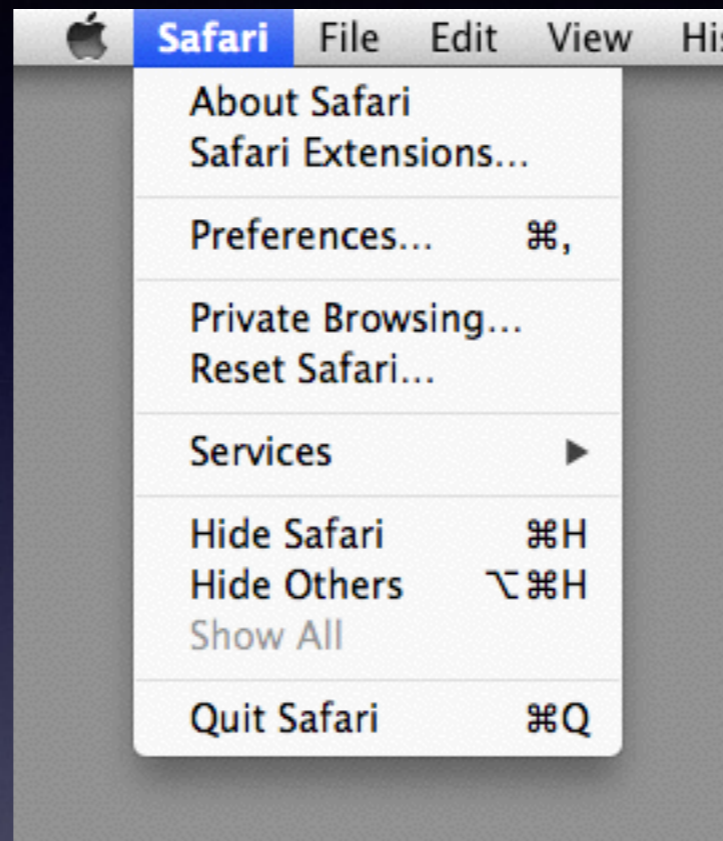 Safari File Edit View His
About Safari
Safari Extensions...
Preferences... ⌘,
Private Browsing...
Reset Safari...
Services ▶
Hide Safari ⌘H
Hide Others ⌥⌘H
Show All
Quit Safari ⌘Q